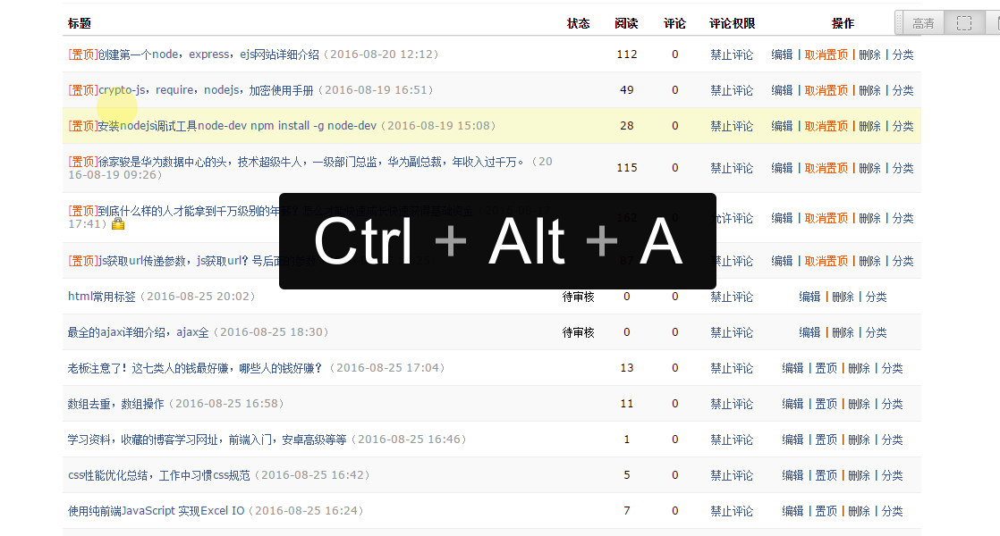 标题 状态 阅读 评论 评论权限 操作 高清
[置顶]创建第一个node，express，ejs网站详细介绍（2016-08-20 12:12） 112 0 禁止评论 编辑 | 取消置顶 | 删除 | 分类
[置顶]crypto-js，require，nodejs，加密使用手册（2016-08-19 16:51） 49 0 禁止评论 编辑 | 取消置顶 | 删除 | 分类
[置顶]安装nodejs调试工具node-dev npm install -g node-dev（2016-08-19 15:08） 28 0 禁止评论 编辑 | 取消置顶 | 删除 | 分类
[置顶]徐家骏是华为数据中心的头，技术超级牛人，一级部门总监，华为副总裁，年收入过千万。（20
16-08-19 09:26） 115 0 禁止评论 编辑 | 取消置顶 | 删除 | 分类
[置顶]到底什么样的人才能拿到千万级别的年
17:41） 162 允许评论 编辑 | 取消置顶 | 删除 | 分类
Ctrl + Alt + A
[置顶]js获取url传递参数，js获取url？号后面的参数 87 禁止评论 编辑 | 取消置顶 | 删除 | 分类
html常用标签（2016-08-25 20:02） 待审核 0 0 禁止评论 编辑 | 删除 | 分类
最全的ajax详细介绍，ajax全（2016-08-25 18:30） 待审核 0 0 禁止评论 编辑 | 删除 | 分类
老板注意了！这七类人的钱最好赚，哪些人的钱好赚？（2016-08-25 17:04） 13 0 禁止评论 编辑 | 置顶 | 删除 | 分类
数组去重，数组操作（2016-08-25 16:58） 11 0 禁止评论 编辑 | 置顶 | 删除 | 分类
学习资料，收藏的博客学习网址，前端入门，安卓高级等等（2016-08-25 16:46） 1 0 禁止评论 编辑 | 置顶 | 删除 | 分类
css性能优化总结，工作中习惯css规范（2016-08-25 16:42） 5 0 禁止评论 编辑 | 置顶 | 删除 | 分类
使用纯前端JavaScript 实现Excel IO（2016-08-25 16:24） 7 0 禁止评论 编辑 | 置顶 | 删除 | 分类